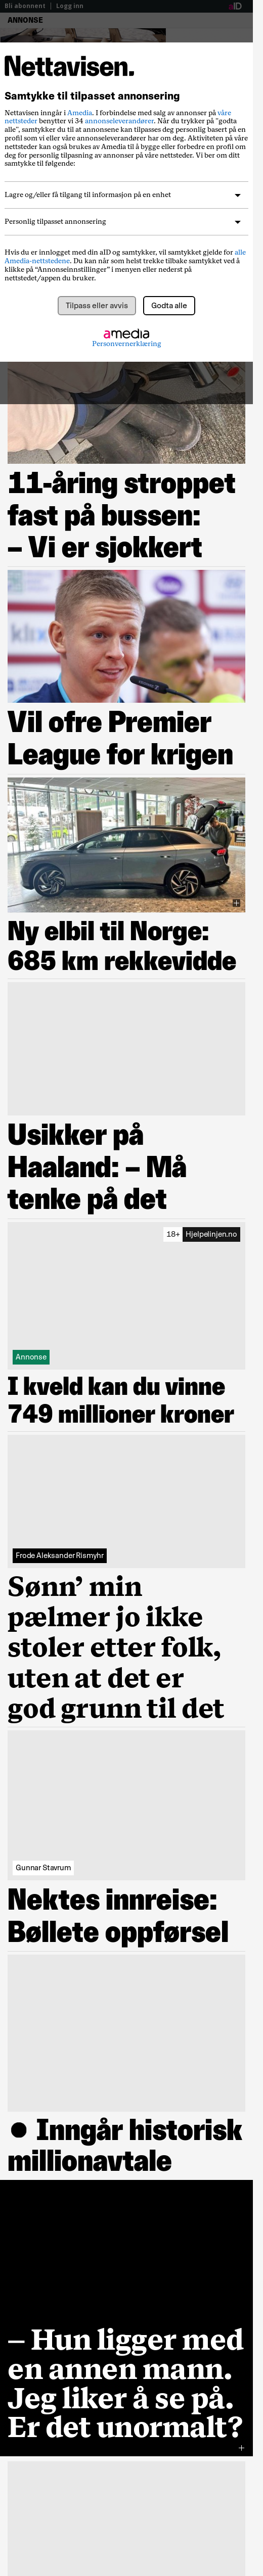 Bli abonnent | Logg inn
aID
ANNONSE
Nettavisen.
Samtykke til tilpasset annonsering
Nettavisen inngår i Amedia. I forbindelse med salg av annonser på våre
nettsteder benytter vi 34 annonseleverandører. Når du trykker på "godta
alle", samtykker du til at annonsene kan tilpasses deg personlig basert på en
profil som vi eller våre annonseleverandører har om deg. Aktiviteten på våre
nettsteder kan også brukes av Amedia til å bygge eller forbedre en profil om
deg for personlig tilpasning av annonser på våre nettsteder. Vi ber om ditt
samtykke til følgende:
Lagre og/eller få tilgang til informasjon på en enhet
Personlig tilpasset annonsering
Hvis du er innlogget med din aID og samtykker, vil samtykket gjelde for alle
Amedia-nettstedene. Du kan når som helst trekke tilbake samtykket ved å
klikke på “Annonseinnstillinger” i menyen eller nederst på
nettstedet/appen du bruker.
Tilpass eller avvis
Godta alle
amedia
Personvernerklæring
11-åring stroppet
fast på bussen:
– Vi er sjokkert
Vil ofre Premier
League for krigen
Ny elbil til Norge:
685 km rekkevidde
Usikker på
Haaland: – Må
tenke på det
18+ Hjelpelinjen.no
Annonse
I kveld kan du vinne
749 millioner kroner
Frode Aleksander Rismyhr
Sønn’ min
pælmer jo ikke
stoler etter folk,
uten at det er
god grunn til det
Gunnar Stavrum
Nektes innreise:
Bøllete oppførsel
● Inngår historisk
millionavtale
– Hun ligger med
en annen mann.
Jeg liker å se på.
Er det unormalt?